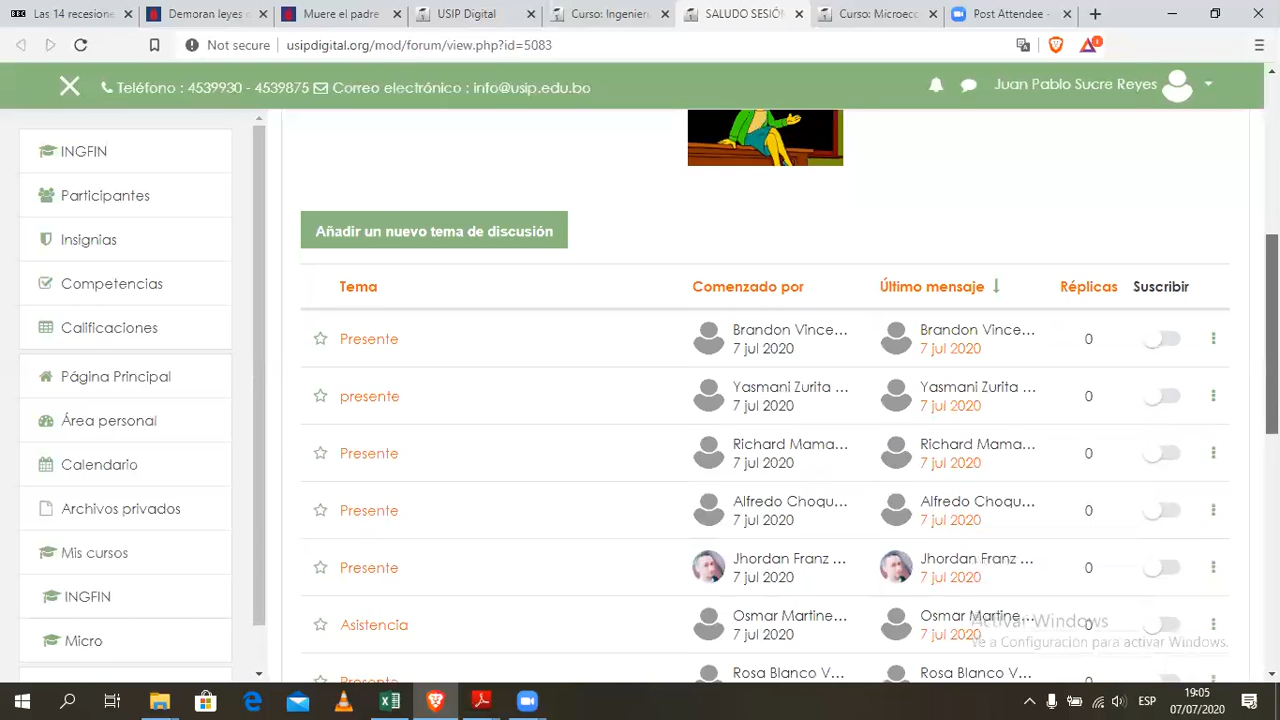 Las 14 recesione
Demoran leyes n
Muere el padre
USIP Digital
Curso: Ingenier
SALUDO SESIÓN
Curso: Microecc
Post Attendee -
Not secure
usipdigital.org/mod/forum/view.php?id=5083
1
Teléfono : 4539930 - 4539875 Correo electrónico : info@usip.edu.bo
Juan Pablo Sucre Reyes
INGFIN
Participantes
Insignias
Competencias
Calificaciones
Página Principal
Área personal
Calendario
Archivos privados
Mis cursos
INGFIN
Micro
Añadir un nuevo tema de discusión
Tema Comenzado por Último mensaje Réplicas Suscribir
Presente Brandon Vince... Brandon Vince... 0
7 jul 2020 7 jul 2020
presente Yasmani Zurita ... Yasmani Zurita ... 0
7 jul 2020 7 jul 2020
Presente Richard Mama... Richard Mama... 0
7 jul 2020 7 jul 2020
Presente Alfredo Choqu... Alfredo Choqu... 0
7 jul 2020 7 jul 2020
Presente Jhordan Franz ... Jhordan Franz ... 0
7 jul 2020 7 jul 2020
Asistencia Osmar Martine... Osmar Martine... 0
7 jul 2020 7 jul 2020
Presente Rosa Blanco V... Rosa Blanco V...
Activar Windows
Ve a Configuración para activar Windows.
ESP
19:05
07/07/2020